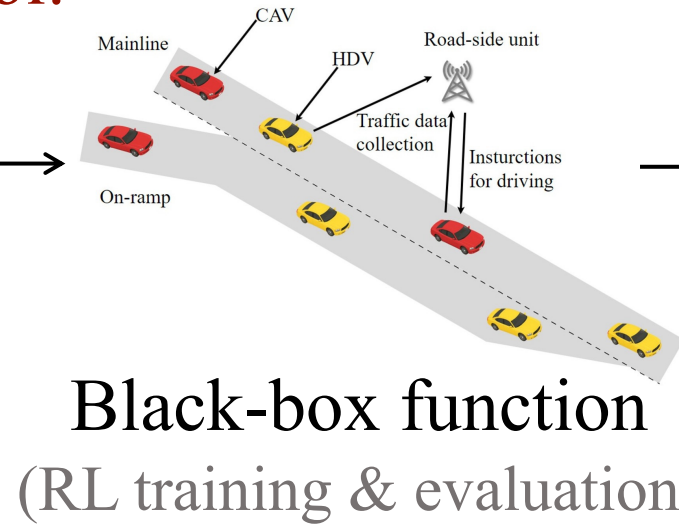 CAV
Mainline
HDV
Road-side unit
Traffic data
collection
Insturctions
for driving
On-ramp
Black-box function
(RL training & evaluation